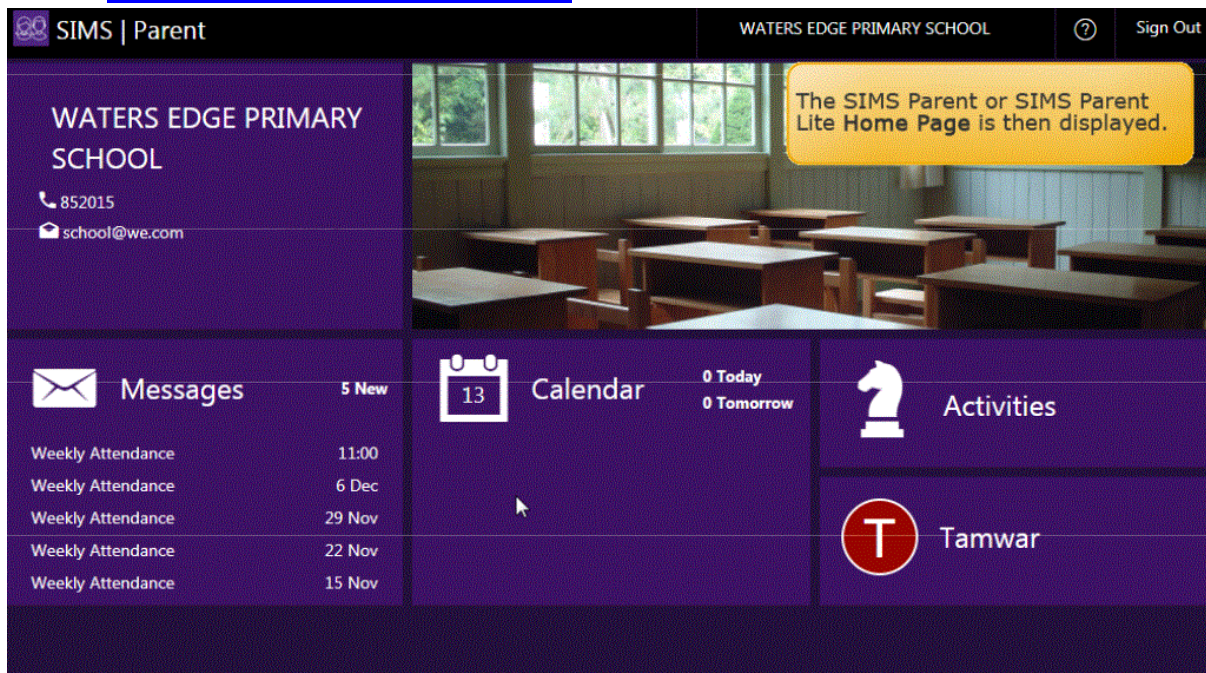 SIMS | Parent
WATERS EDGE PRIMARY SCHOOL
?
Sign Out
WATERS EDGE PRIMARY
SCHOOL
852015
school@we.com
The SIMS Parent or SIMS Parent
Lite Home Page is then displayed.
Messages
5 New
Weekly Attendance 11:00
Weekly Attendance 6 Dec
Weekly Attendance 29 Nov
Weekly Attendance 22 Nov
Weekly Attendance 15 Nov
13
Calendar
0 Today
0 Tomorrow
Activities
T
Tamwar